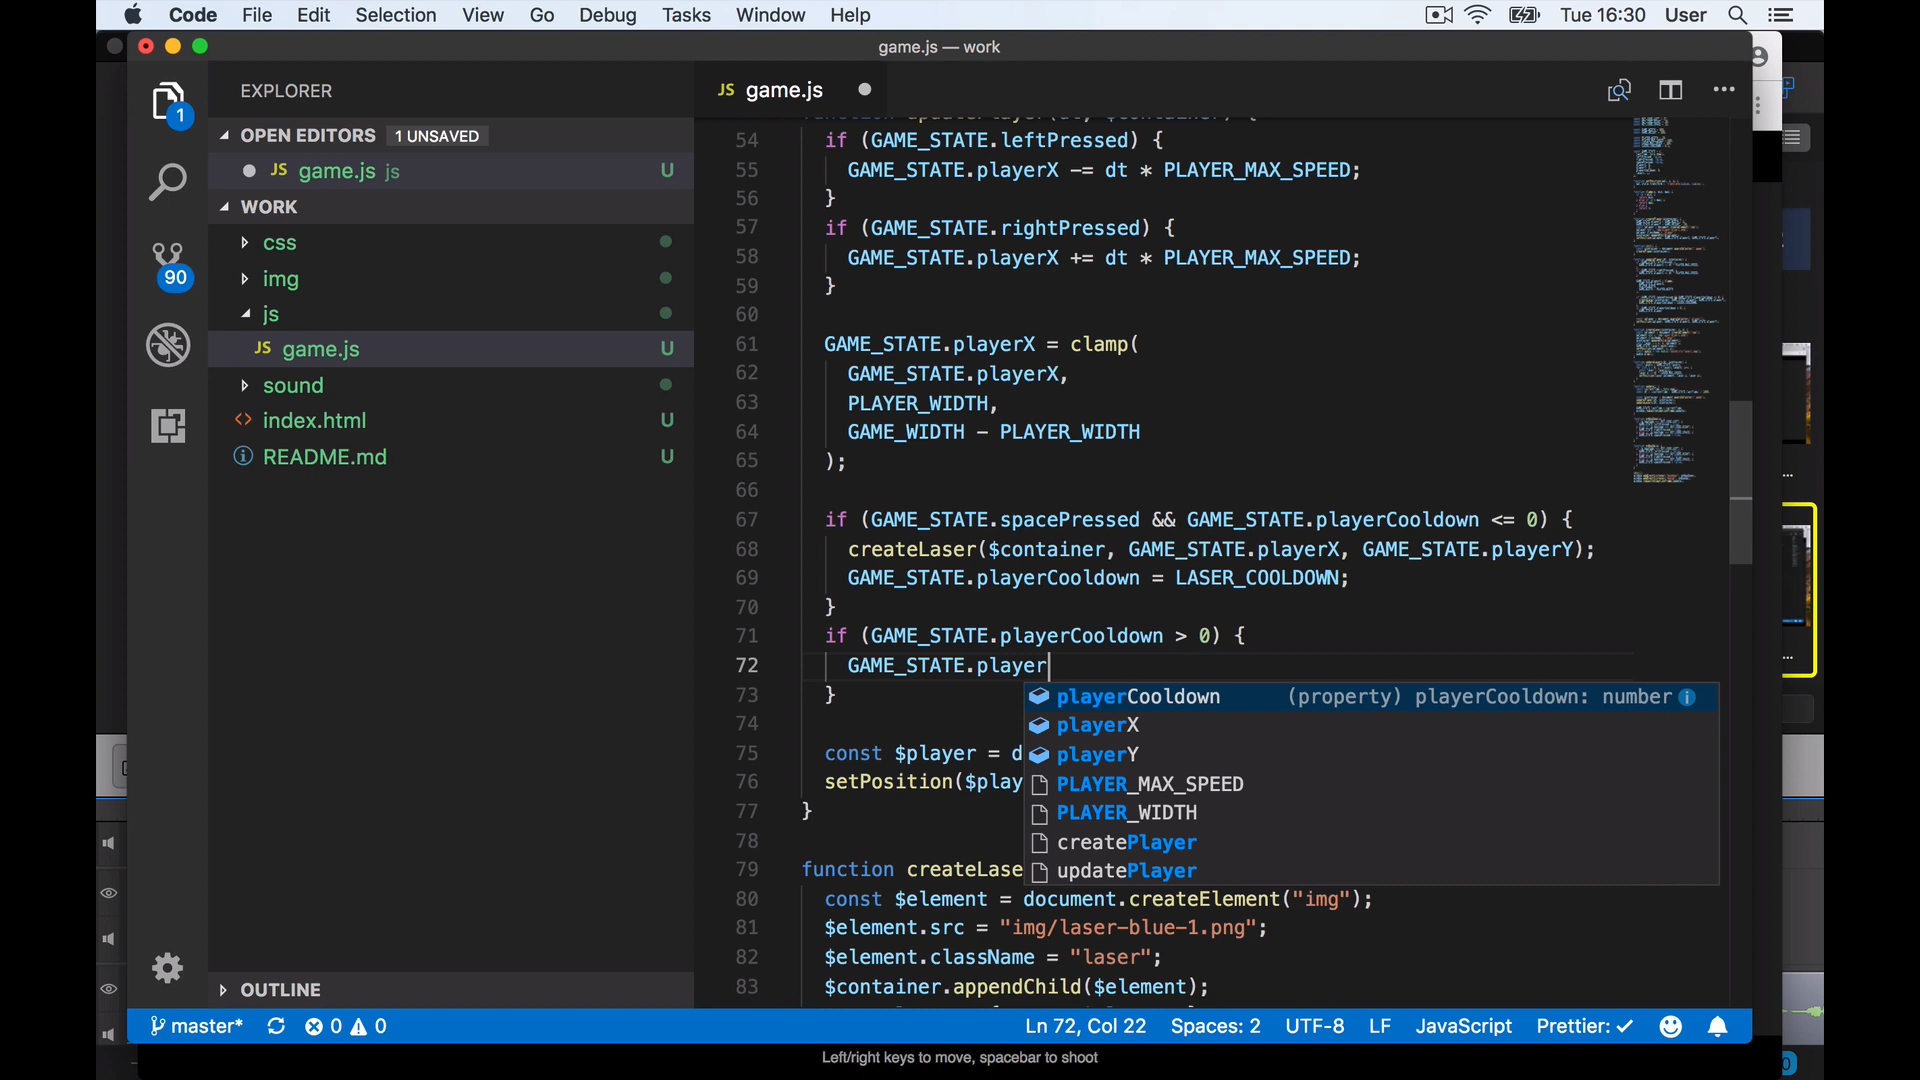 Code File Edit Selection View Go Debug Tasks Window Help Tue 16:30 User
game.js — work
EXPLORER
OPEN EDITORS 1 UNSAVED
JS game.js js U
WORK
css
img
js
JS game.js U
sound
<> index.html U
README.md U
OUTLINE
1
90
JS game.js
54 if (GAME_STATE.leftPressed) {
55 GAME_STATE.playerX -= dt * PLAYER_MAX_SPEED;
56 }
57 if (GAME_STATE.rightPressed) {
58 GAME_STATE.playerX += dt * PLAYER_MAX_SPEED;
59 }
60
61 GAME_STATE.playerX = clamp(
62 GAME_STATE.playerX,
63 PLAYER_WIDTH,
64 GAME_WIDTH - PLAYER_WIDTH
65 );
66
67 if (GAME_STATE.spacePressed && GAME_STATE.playerCooldown <= 0) {
68 createLaser($container, GAME_STATE.playerX, GAME_STATE.playerY);
69 GAME_STATE.playerCooldown = LASER_COOLDOWN;
70 }
71 if (GAME_STATE.playerCooldown > 0) {
72 GAME_STATE.player
73 }
74
75 const $player = d
76 setPosition($play
77 }
78
79 function createLase
80 const $element = document.createElement("img");
81 $element.src = "img/laser-blue-1.png";
82 $element.className = "laser";
83 $container.appendChild($element);
playerCooldown (property) playerCooldown: number
playerX
playerY
PLAYER_MAX_SPEED
PLAYER_WIDTH
createPlayer
updatePlayer
master* 0 0 Ln 72, Col 22 Spaces: 2 UTF-8 LF JavaScript Prettier: ✓
Left/right keys to move, spacebar to shoot